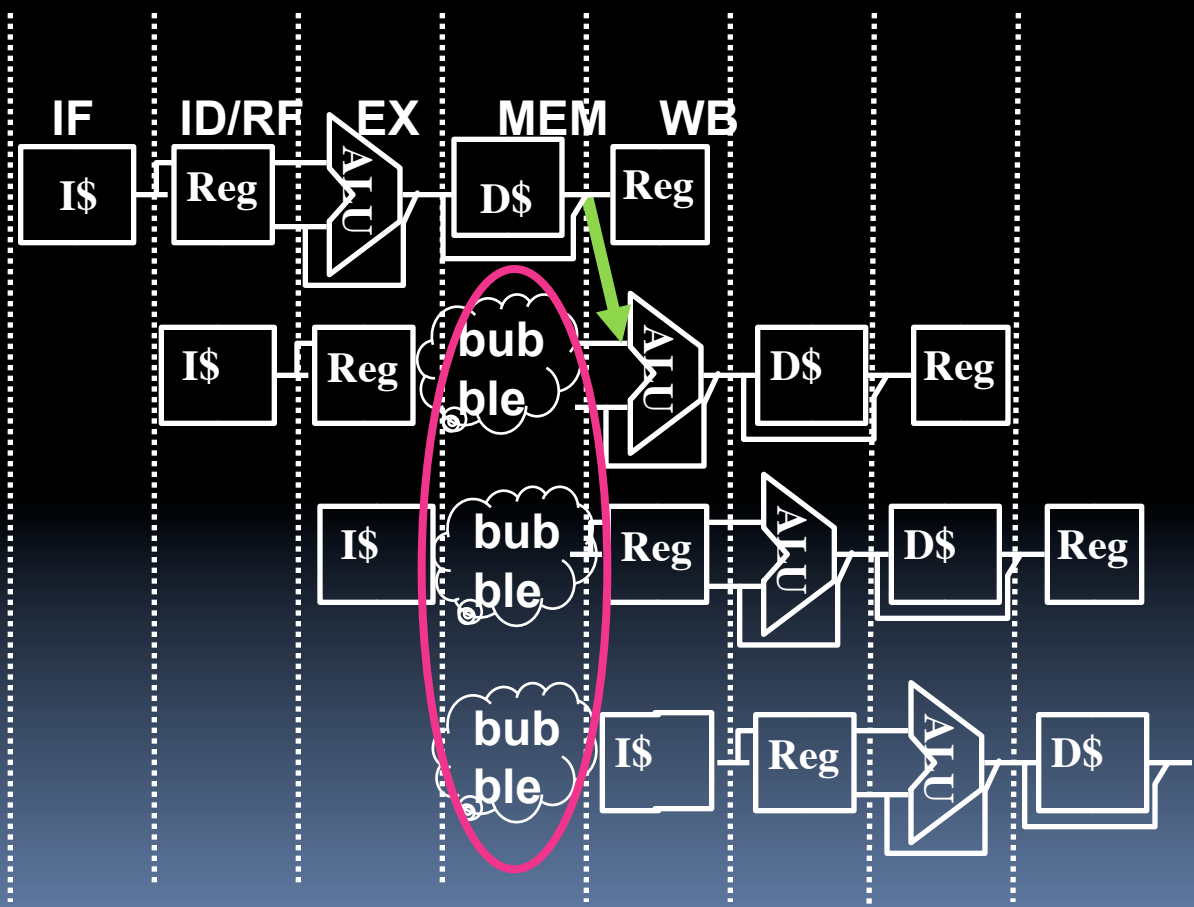 IF ID/RF EX MEM WB
I$ Reg ALU D$ Reg
I$ Reg bub ALU D$ Reg
ble
I$ bub Reg ALU D$ Reg
ble
bub I$ Reg ALU D$
ble